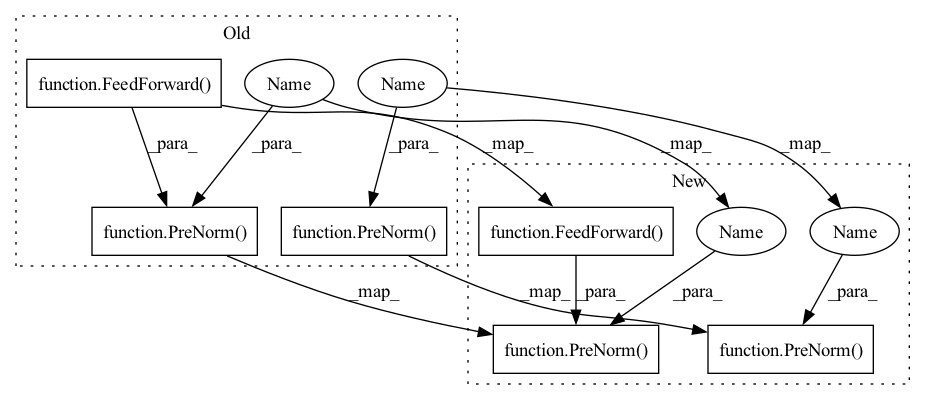 Old
function.FeedForward()
Name
Name
_para_
_para_
_para_
_map_
_map_
_map_
New
function.PreNorm()
function.PreNorm()
function.FeedForward()
Name
Name
_map_
_map_
_para_
_para_
_para_
function.PreNorm()
function.PreNorm()